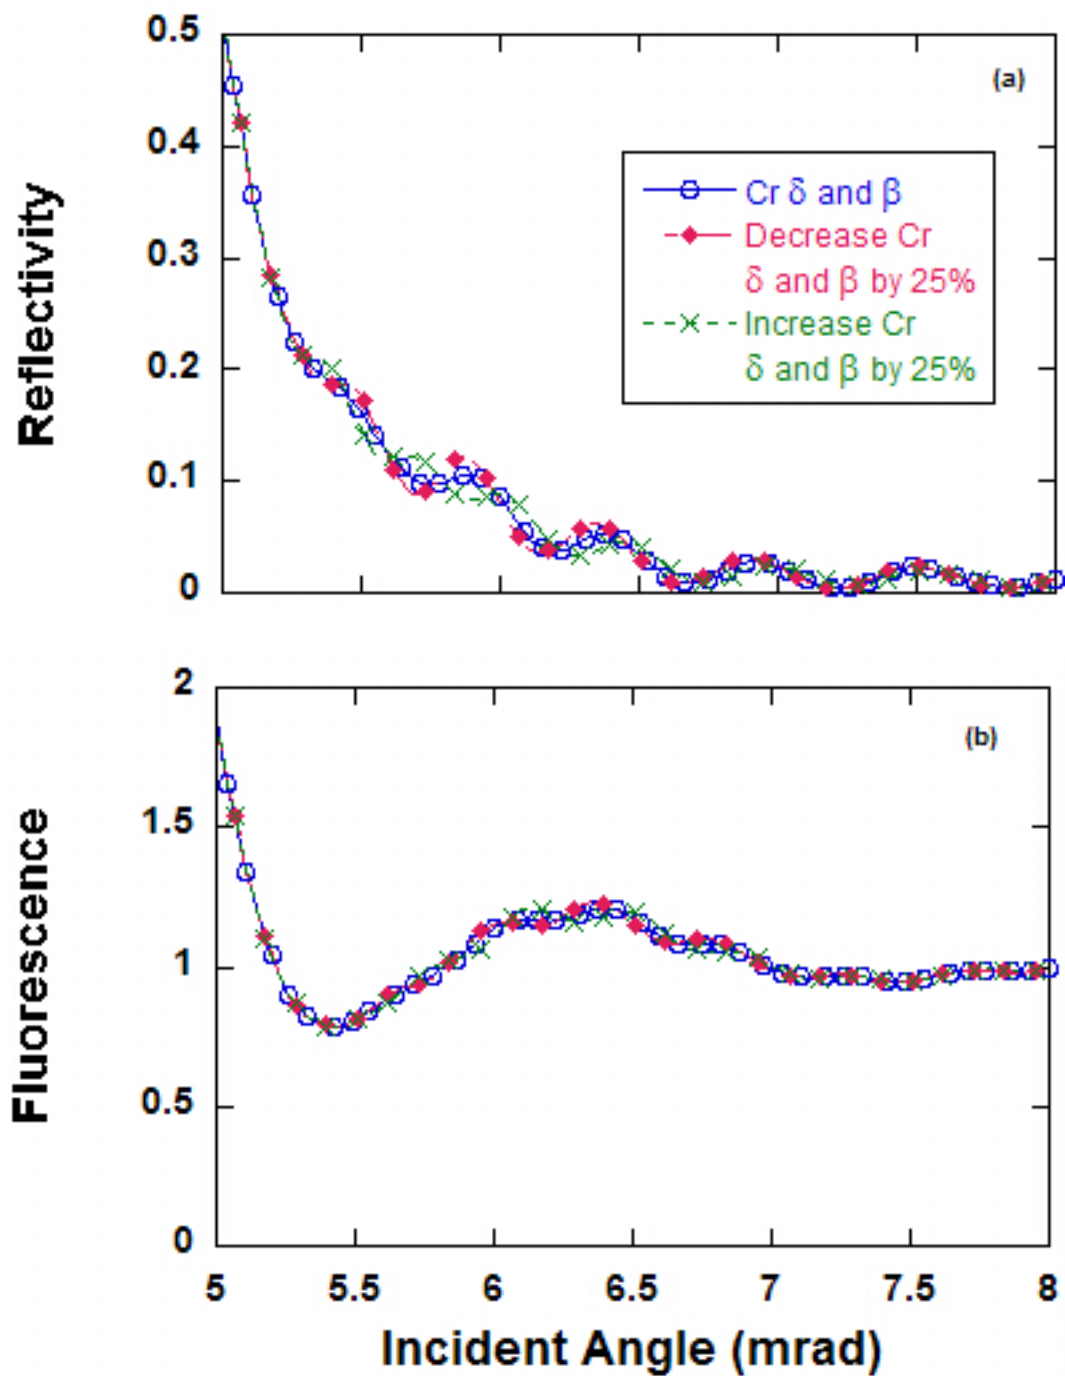 0.5
(a)
0.4
Cr δ and β
Decrease Cr
δ and β by 25%
Increase Cr
δ and β by 25%
0.3
0.2
0.1
0
Reflectivity
2
(b)
1.5
1
0.5
0
Fluorescence
5 5.5 6 6.5 7 7.5 8
Incident Angle (mrad)